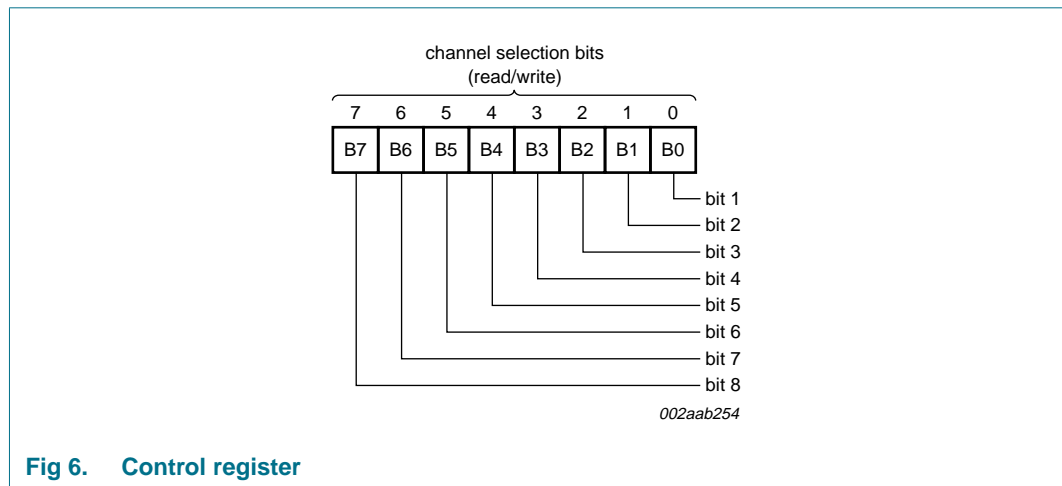 channel selection bits
(read/write)
7 6 5 4 3 2 1 0
B7 B6 B5 B4 B3 B2 B1 B0
bit 1
bit 2
bit 3
bit 4
bit 5
bit 6
bit 7
bit 8
002aab254
Fig 6. Control register